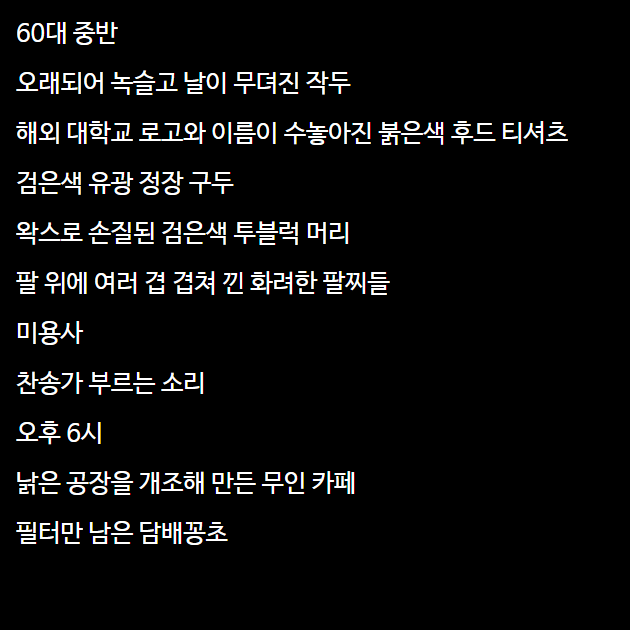 60대 중반
오래되어 녹슬고 날이 무뎌진 작두
해외 대학교 로고와 이름이 수놓아진 붉은색 후드 티셔츠
검은색 유광 정장 구두
왁스로 손질된 검은색 투블럭 머리
팔 위에 여러 겹 겹쳐 낀 화려한 팔찌들
미용사
찬송가 부르는 소리
오후 6시
낡은 공장을 개조해 만든 무인 카페
필터만 남은 담배꽁초